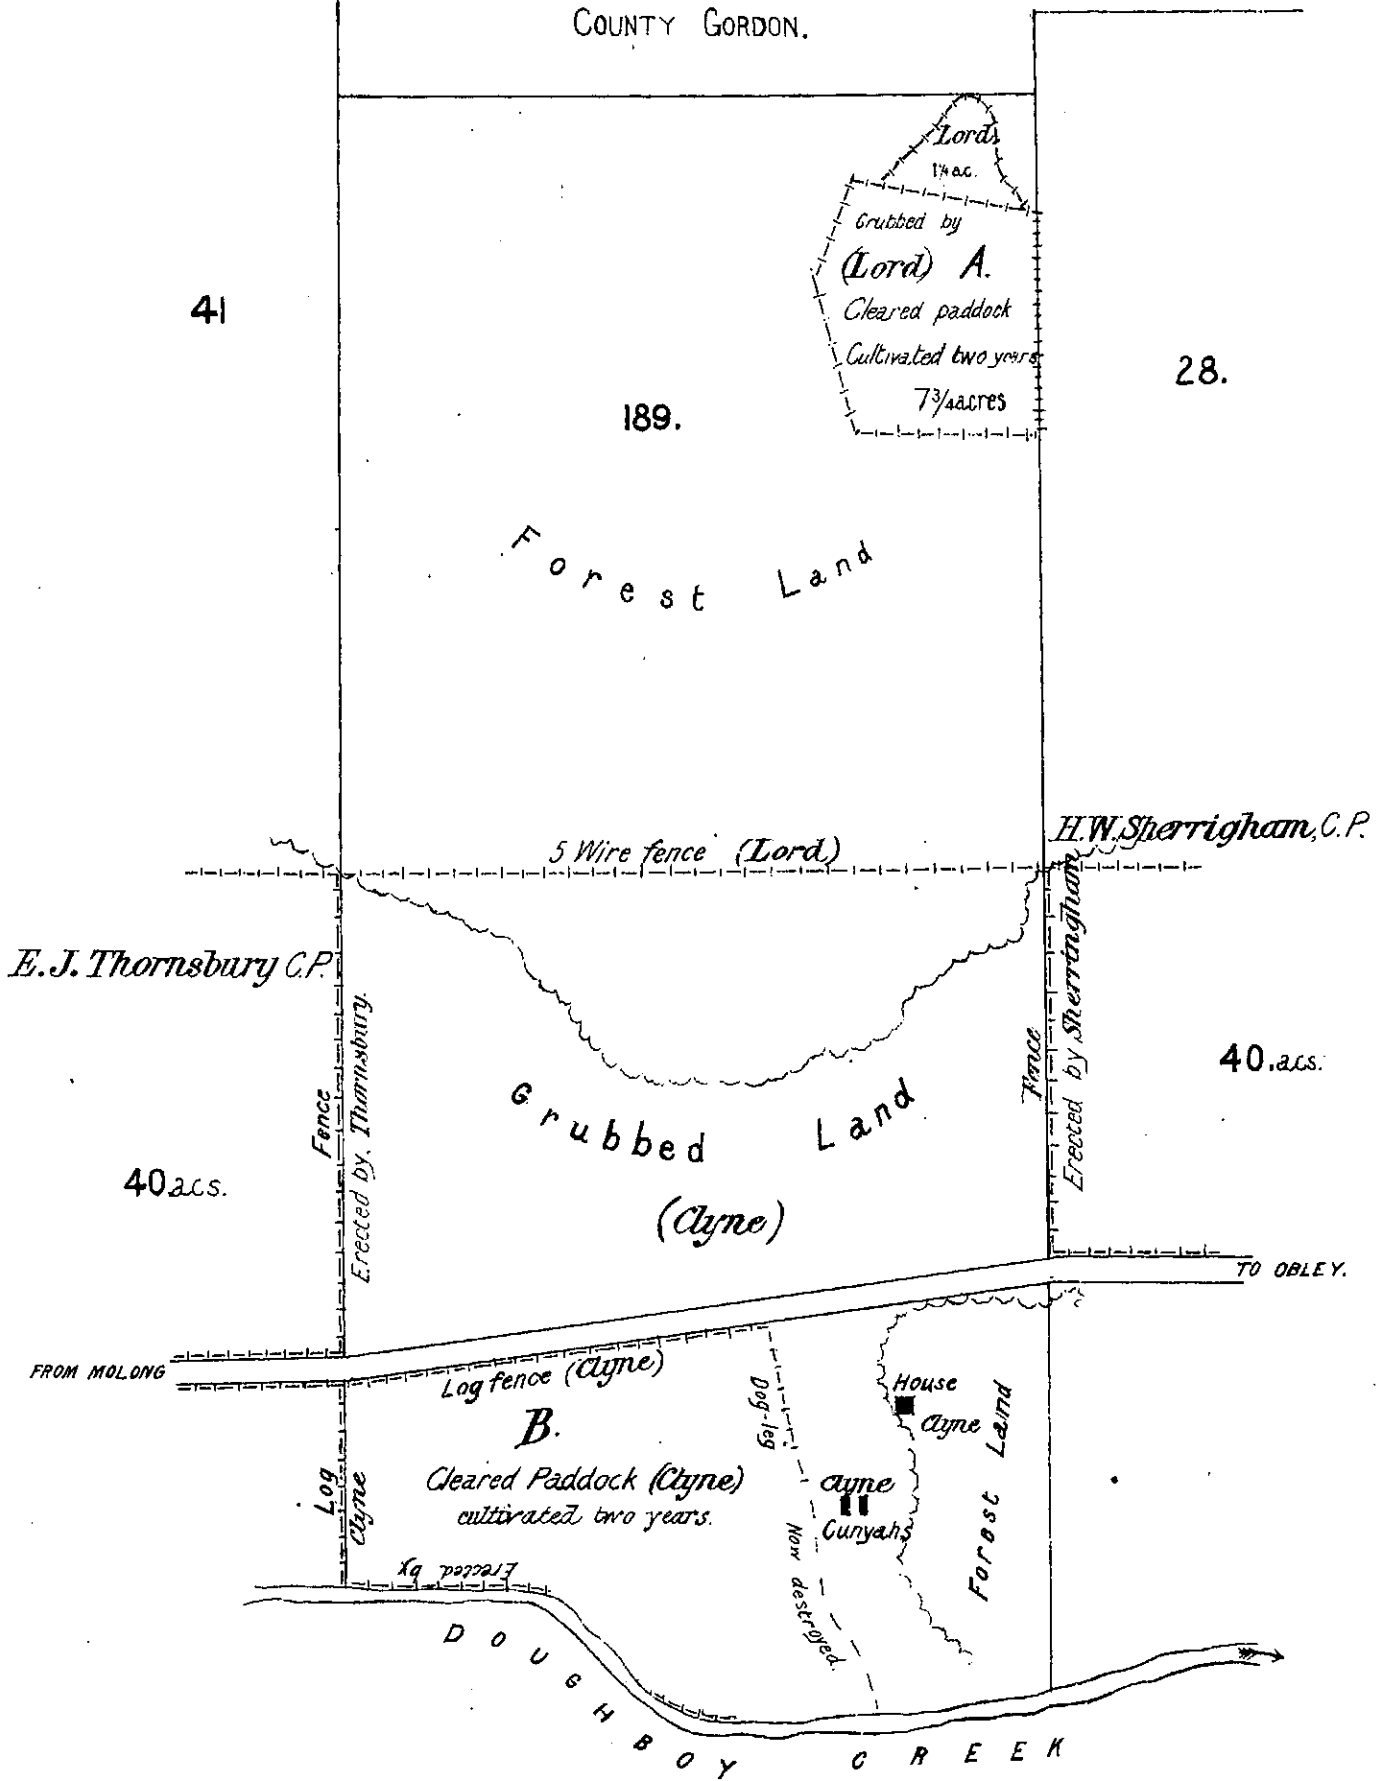 COUNTY GORDON.
Lord
1¼ ac.
Grubbed by
(Lord) A.
Cleared paddock
Cultivated two years
7¾ acres
41
28.
189.
Forest Land
5 Wire fence (Lord)
H.W. Sherrigham, C.P.
E. J. Thornsbury C.P.
Fence
Erected by Thornsbury.
Fence
Erected by Sherringham
40.acs.
40acs.
Grubbed Land
(Clyne)
TO OBLEY.
FROM MOLONG
Log fence (Clyne)
B.
Cleared Paddock (Clyne)
cultivated two years.
Dog-leg
Now destroyed.
House
Clyne
Clyne
Gunyahs
Forest Land
Log
Clyne
Erected by
DOUGHBOY CREEK